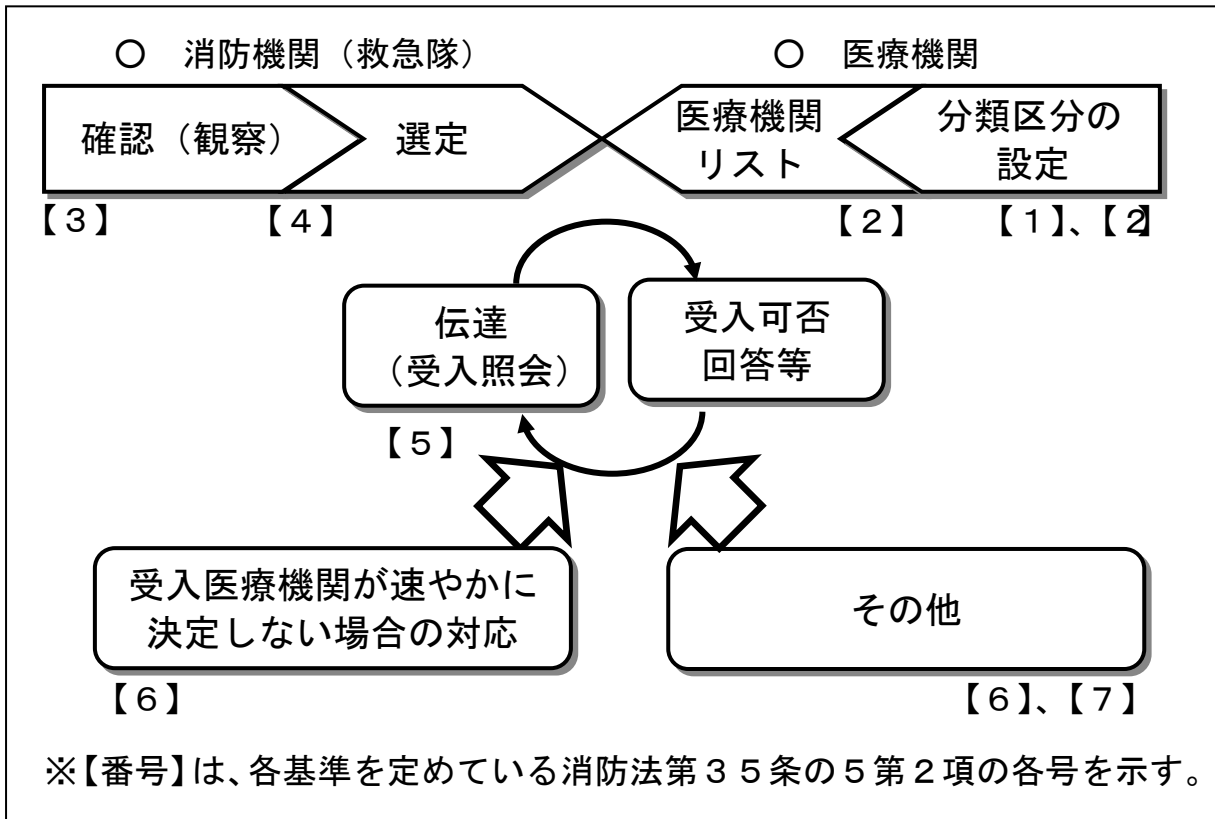 ○ 消防機関（救急隊）
○ 医療機関
確認（観察）
選定
医療機関
リスト
分類区分の
設定
【３】
【４】
【２】
【１】、【２】
伝達
（受入照会）
受入可否
回答等
【５】
受入医療機関が速やかに
決定しない場合の対応
その他
【６】
【６】、【７】
※【番号】は、各基準を定めている消防法第３５条の５第２項の各号を示す。